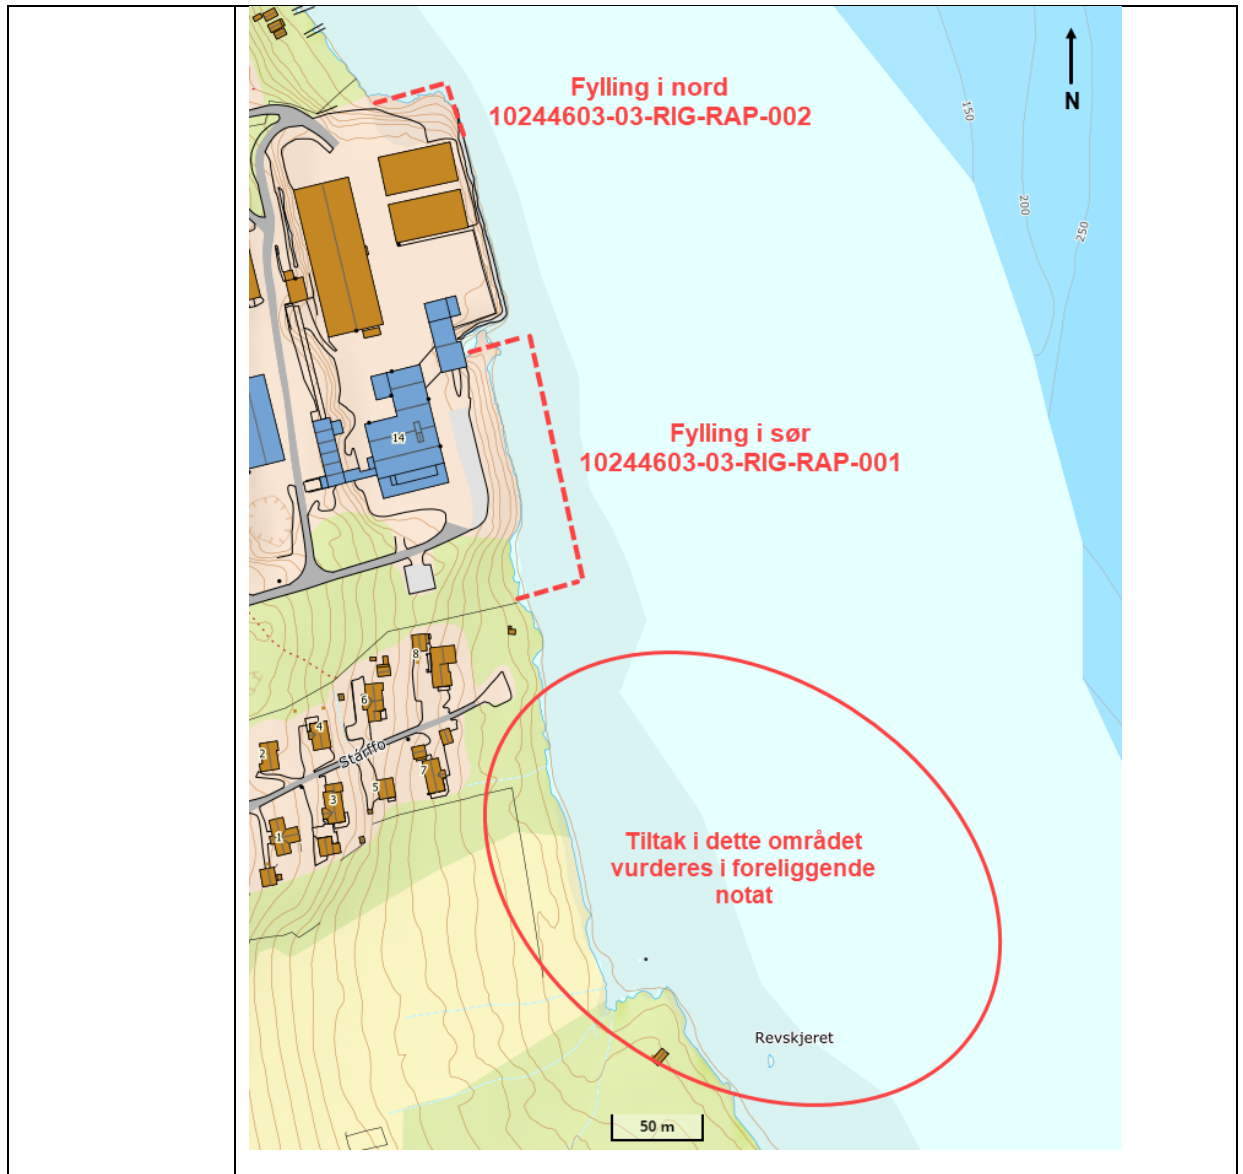 Fylling i nord
10244603-03-RIG-RAP-002
N
150
200
250
Fylling i sør
10244603-03-RIG-RAP-001
14
8
6
4
2
Stárffo
7
5
3
1
Tiltak i dette området
vurderes i foreliggende
notat
Revskjeret
50 m